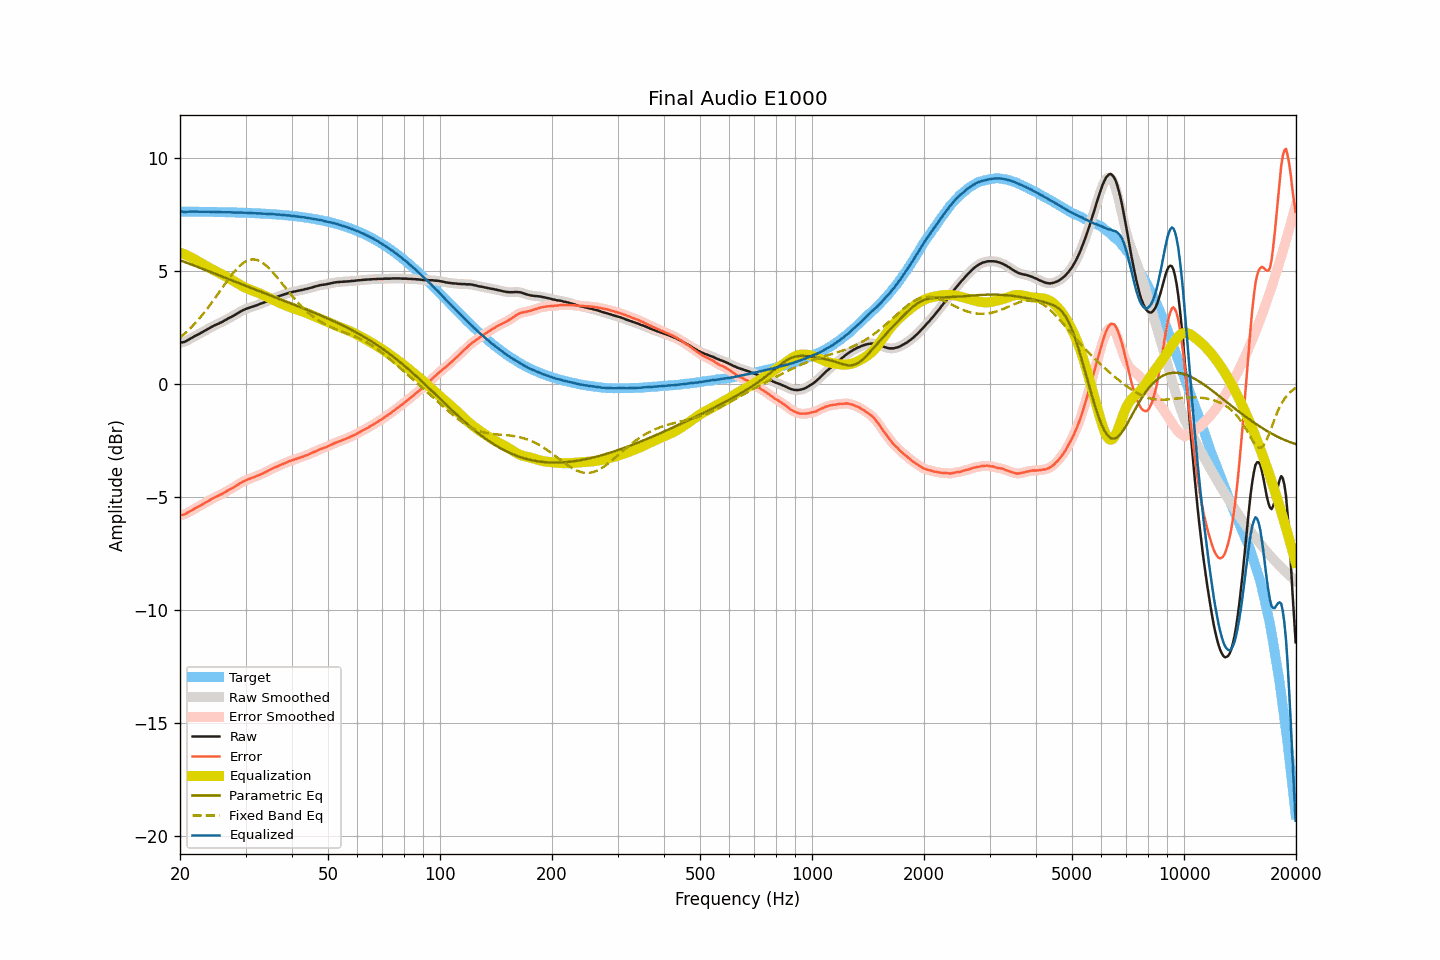 Final Audio E1000
10
5
0
−5
−10
−15
−20
Amplitude (dBr)
Target
Raw Smoothed
Error Smoothed
Raw
Error
Equalization
Parametric Eq
Fixed Band Eq
Equalized
20 50 100 200 500 1000 2000 5000 10000 20000
Frequency (Hz)